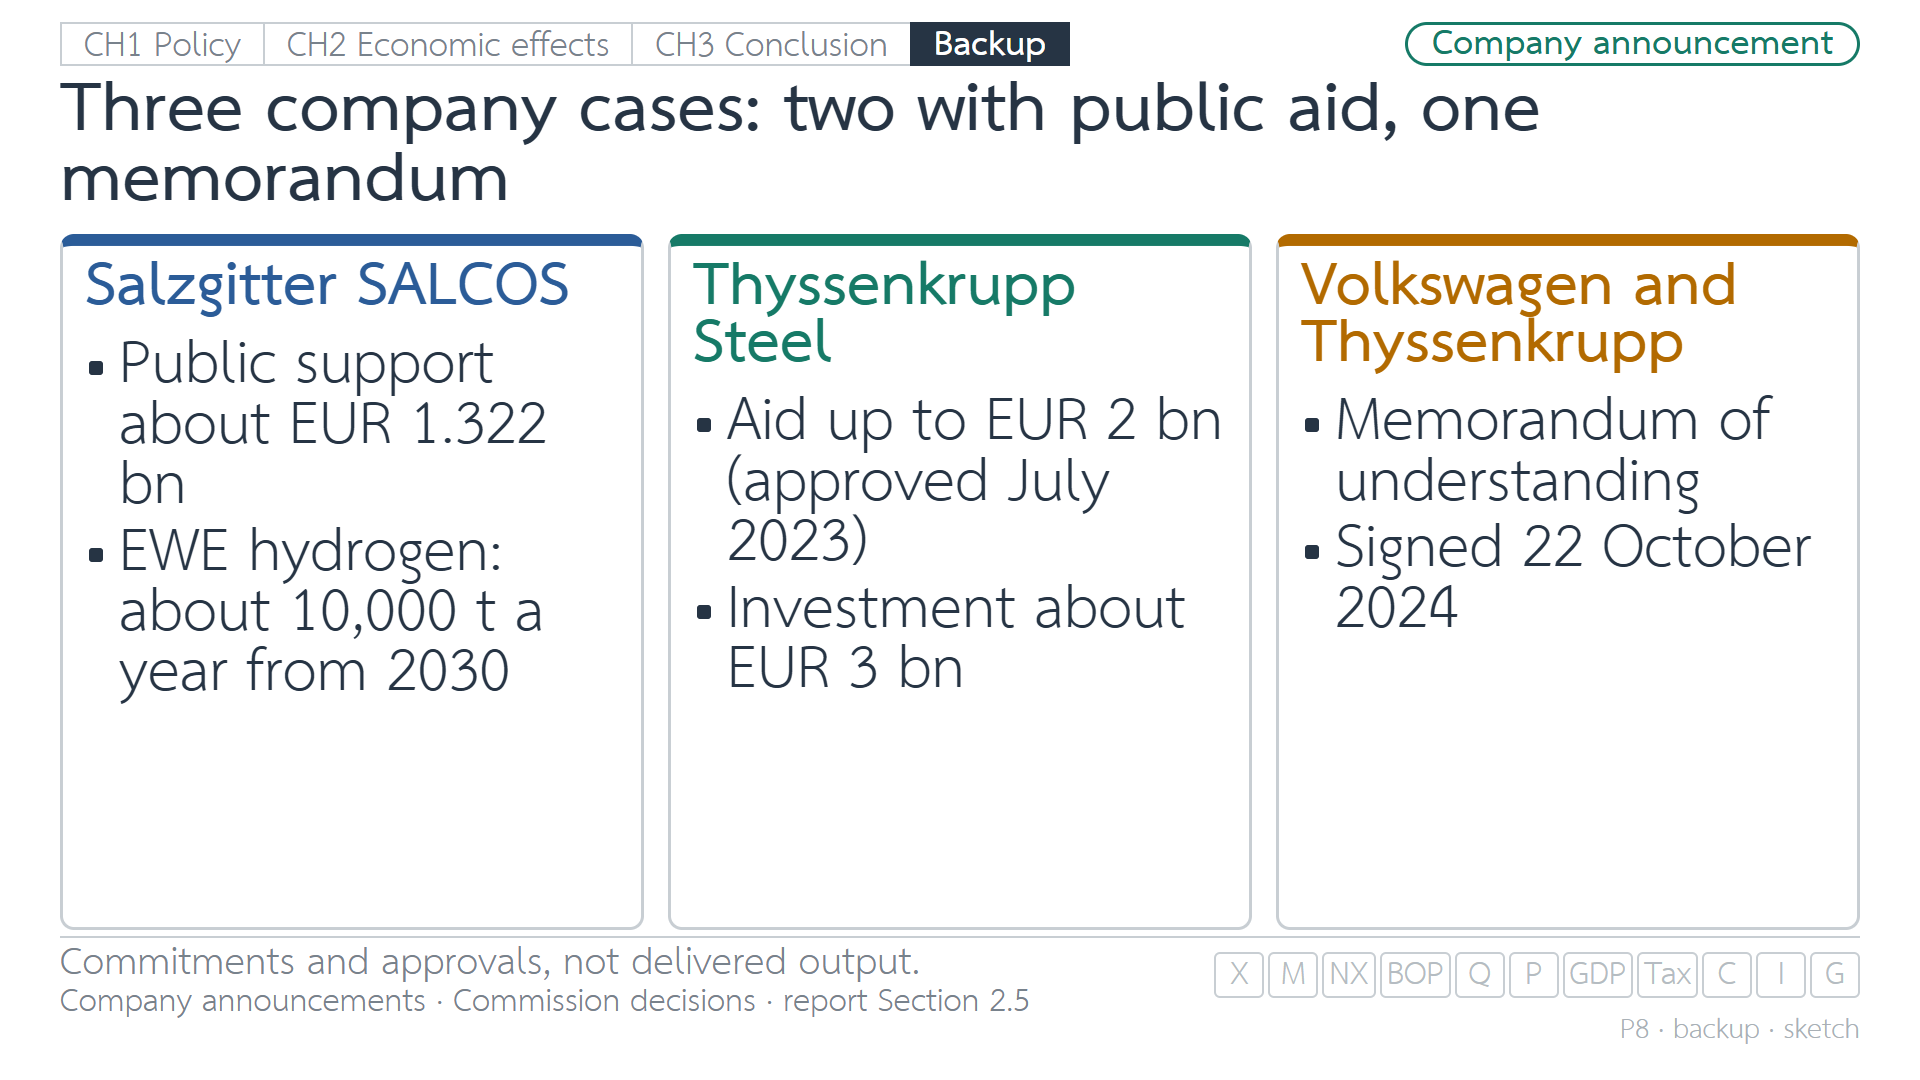 CH1 Policy
CH2 Economic effects
CH3 Conclusion
Backup
Company announcement
Three company cases: two with public aid, one
memorandum
Salzgitter SALCOS
▪ Public support
about EUR 1.322
bn
▪ EWE hydrogen:
about 10,000 t a
year from 2030
Thyssenkrupp
Steel
▪ Aid up to EUR 2 bn
(approved July
2023)
▪ Investment about
EUR 3 bn
Volkswagen and
Thyssenkrupp
▪ Memorandum of
understanding
▪ Signed 22 October
2024
Commitments and approvals, not delivered output.
Company announcements · Commission decisions · report Section 2.5
X M NX BOP Q P GDP Tax C I G
P8 · backup · sketch